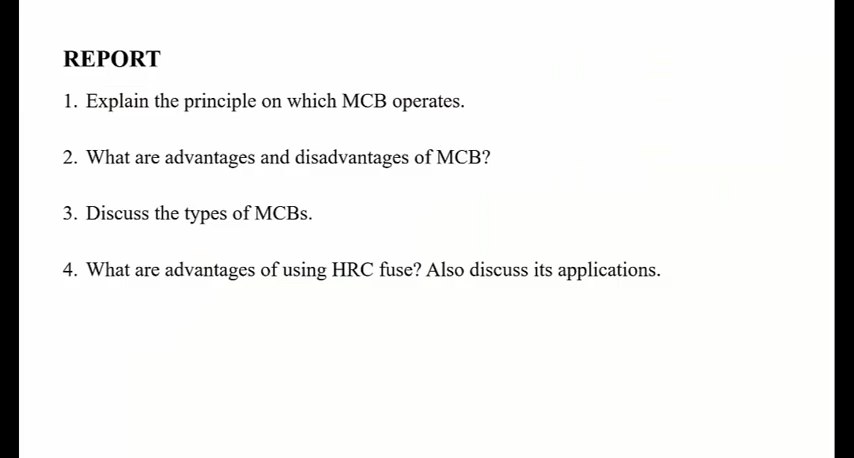 REPORT
1. Explain the principle on which MCB operates.
2. What are advantages and disadvantages of MCB?
3. Discuss the types of MCBs.
4. What are advantages of using HRC fuse? Also discuss its applications.